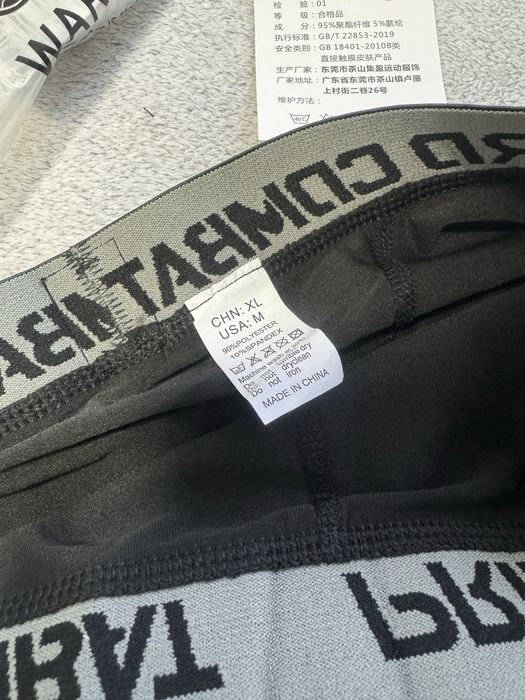 检 验：01
等 级：合格品
成 分：95%聚酯纤维 5%氨纶
执行标准：GB/T 22853-2019
安全类别：GB 18401-2010B类
直接触摸皮肤产品
生产厂家：东莞市茶山集盈运动服饰
厂家地址：广东省东莞市茶山镇卢屋
上村街二巷26号
维护方法：
40℃
RD COMBAT
CHN: XL
USA: M
90%POLYESTER
10%SPANDEX
Do not dryclean
Do not iron
MADE IN CHINA